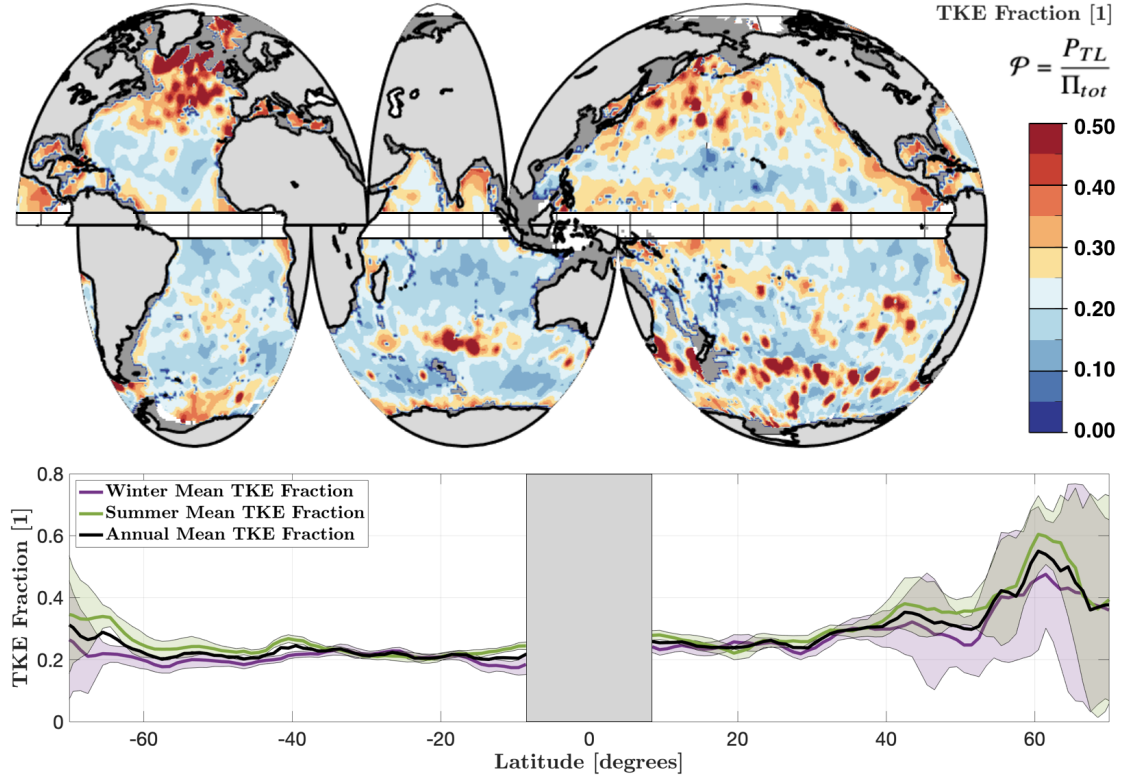 TKE Fraction [1]
𝒫 = P_TL / Π_tot
0.50
0.40
0.30
0.20
0.10
0.00
0.8
0.6
0.4
0.2
0
TKE Fraction [1]
Winter Mean TKE Fraction
Summer Mean TKE Fraction
Annual Mean TKE Fraction
-60 -40 -20 0 20 40 60
Latitude [degrees]